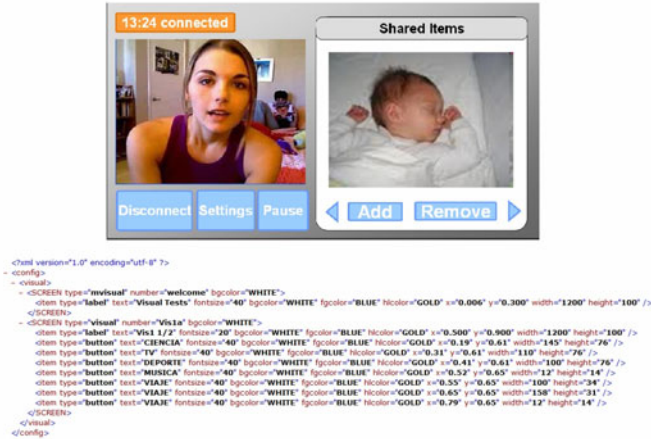 13:24 connected
Shared Items
Disconnect Settings Pause
Add Remove
<?xml version="1.0" encoding="utf-8" ?>
- <config>
- <visual>
- <SCREEN type="mvisual" number="welcome" bgcolor="WHITE">
<item type="label" text="Visual Tests" fontsize="40" bgcolor="WHITE" fgcolor="BLUE" hlcolor="GOLD" x="0.006" y="0.300" width="1200" height="100" />
</SCREEN>
- <SCREEN type="visual" number="Vis1a" bgcolor="WHITE">
<item type="label" text="Vis1 1/2" fontsize="20" bgcolor="WHITE" fgcolor="BLUE" hlcolor="GOLD" x="0.500" y="0.900" width="1200" height="100" />
<item type="button" text="CIENCIA" fontsize="40" bgcolor="WHITE" fgcolor="BLUE" hlcolor="GOLD" x="0.19" y="0.61" width="145" height="76" />
<item type="button" text="TV" fontsize="40" bgcolor="WHITE" fgcolor="BLUE" hlcolor="GOLD" x="0.31" y="0.61" width="110" height="76" />
<item type="button" text="DEPORTE" fontsize="40" bgcolor="WHITE" fgcolor="BLUE" hlcolor="GOLD" x="0.41" y="0.61" width="100" height="76" />
<item type="button" text="MUSICA" fontsize="40" bgcolor="WHITE" fgcolor="BLUE" hlcolor="GOLD" x="0.52" y="0.65" width="12" height="14" />
<item type="button" text="VIAJE" fontsize="40" bgcolor="WHITE" fgcolor="BLUE" hlcolor="GOLD" x="0.55" y="0.65" width="100" height="34" />
<item type="button" text="VIAJE" fontsize="40" bgcolor="WHITE" fgcolor="BLUE" hlcolor="GOLD" x="0.65" y="0.65" width="158" height="31" />
<item type="button" text="VIAJE" fontsize="40" bgcolor="WHITE" fgcolor="BLUE" hlcolor="GOLD" x="0.79" y="0.65" width="12" height="14" />
</SCREEN>
</visual>
</config>